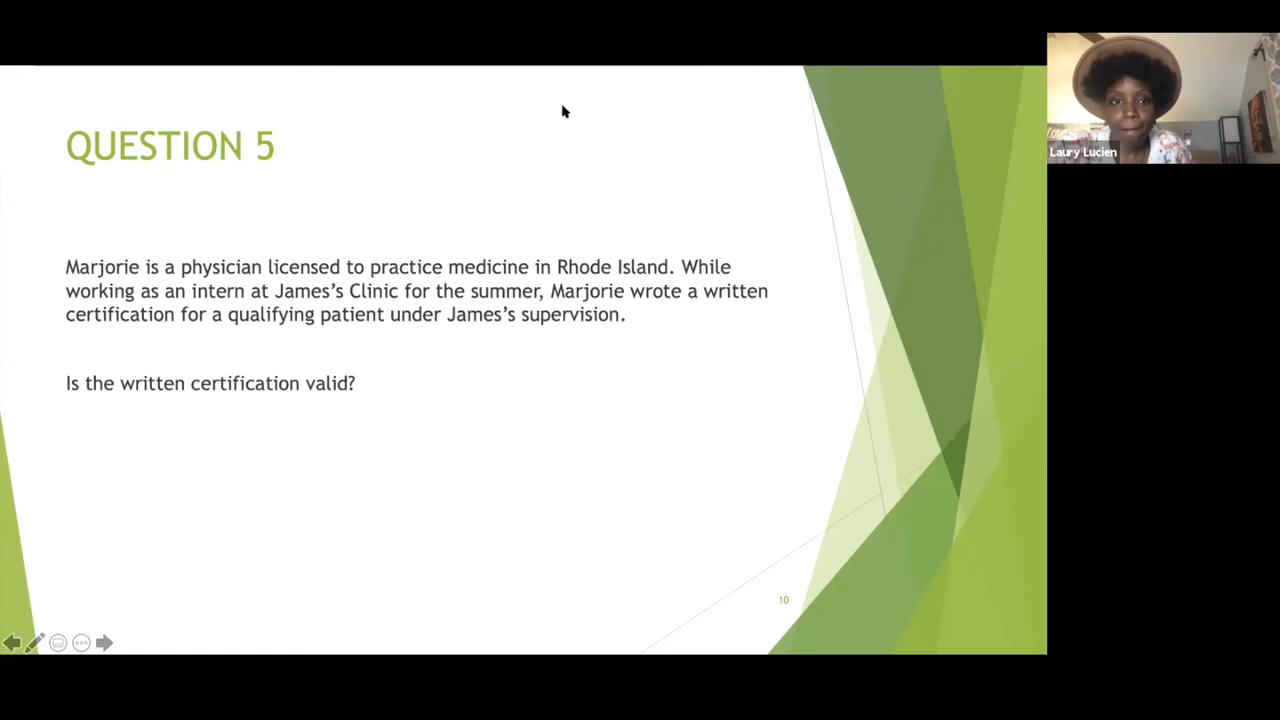 QUESTION 5
Marjorie is a physician licensed to practice medicine in Rhode Island. While
working as an intern at James’s Clinic for the summer, Marjorie wrote a written
certification for a qualifying patient under James’s supervision.
Is the written certification valid?
10
Laury Lucien